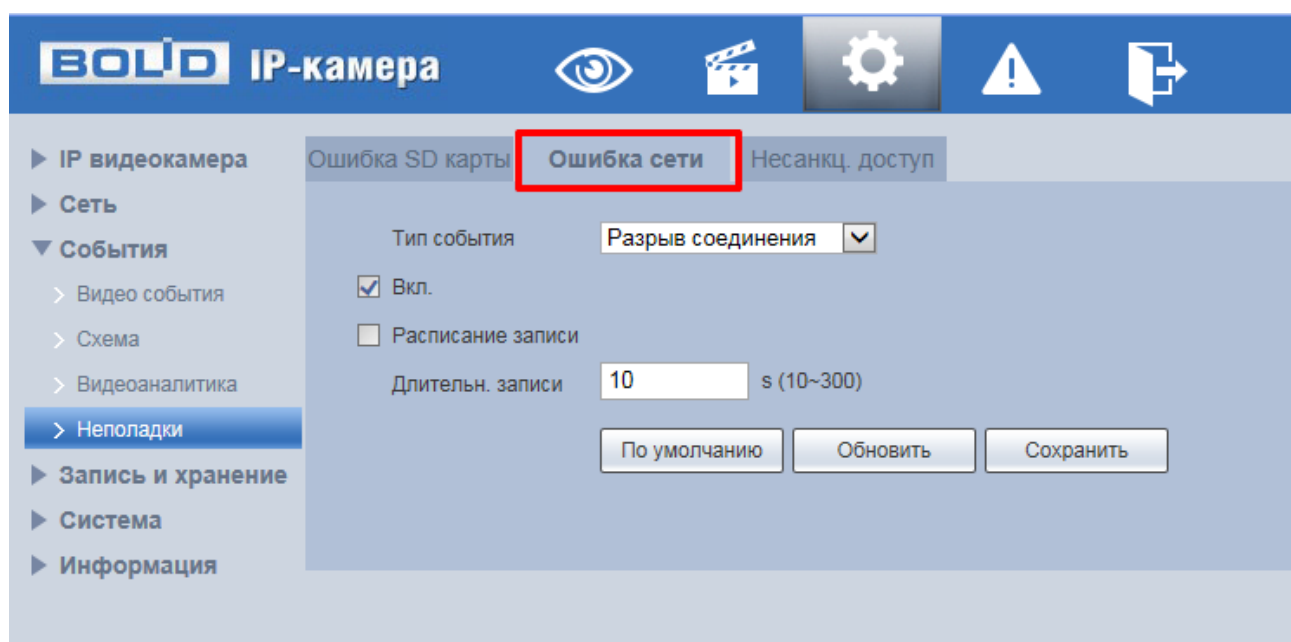 BOLID IP-камера
IP видеокамера
Сеть
События
Видео события
Схема
Видеоаналитика
Неполадки
Запись и хранение
Система
Информация
Ошибка SD карты Ошибка сети Несанкц. доступ
Тип события Разрыв соединения
Вкл.
Расписание записи
Длительн. записи 10 s (10~300)
По умолчанию Обновить Сохранить